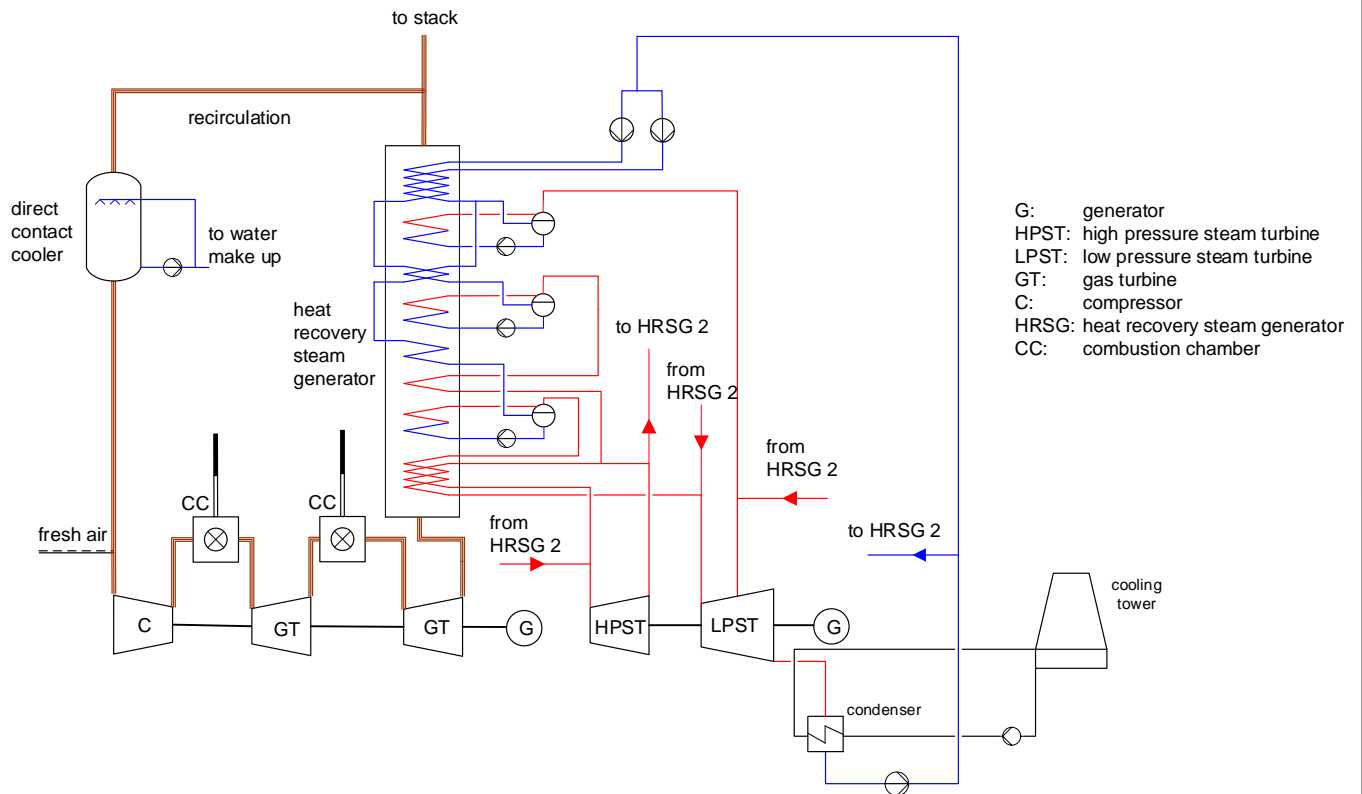 to stack
recirculation
direct
contact
cooler
to water
make up
heat
recovery
steam
generator
to HRSG 2
from
HRSG 2
from
HRSG 2
G: generator
HPST: high pressure steam turbine
LPST: low pressure steam turbine
GT: gas turbine
C: compressor
HRSG: heat recovery steam generator
CC: combustion chamber
CC
CC
fresh air
from
HRSG 2
to HRSG 2
cooling
tower
C
GT
GT
G
HPST
LPST
G
condenser